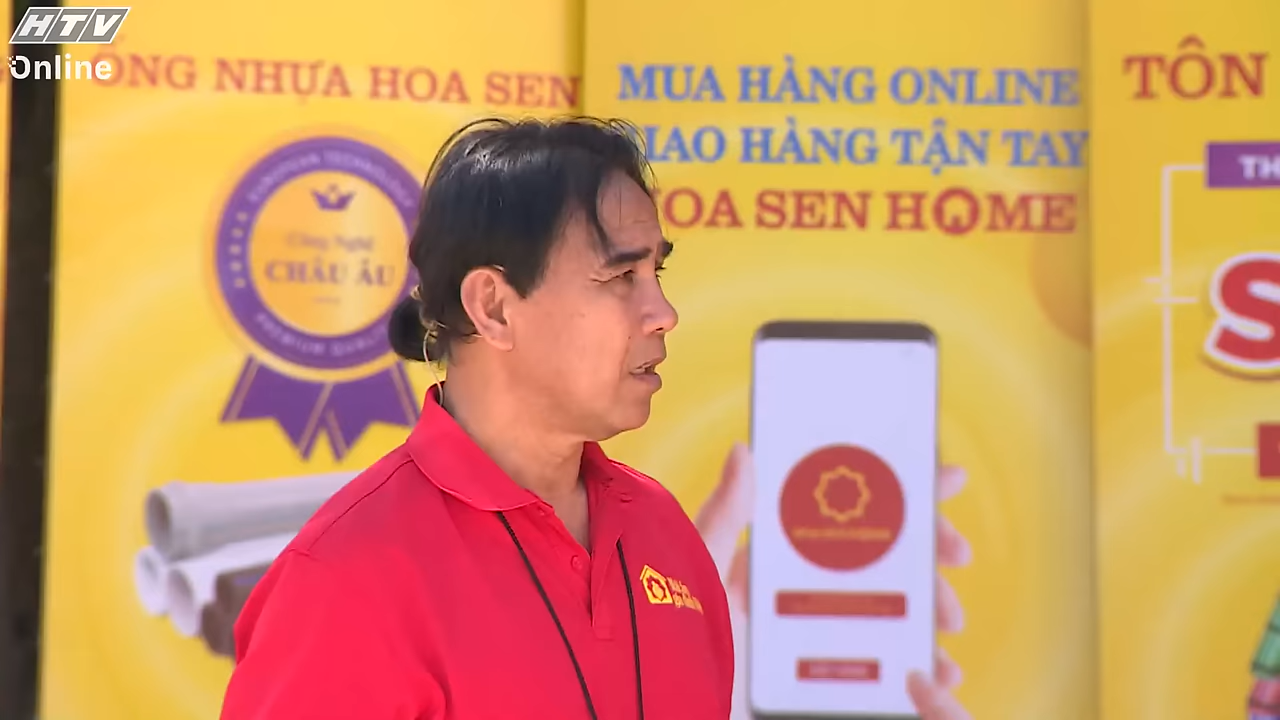 HTV
Online
ỐNG NHỰA HOA SEN
MUA HÀNG ONLINE
GIAO HÀNG TẬN TAY
HOA SEN HOME
TÔN
Công Nghệ
CHÂU ÂU